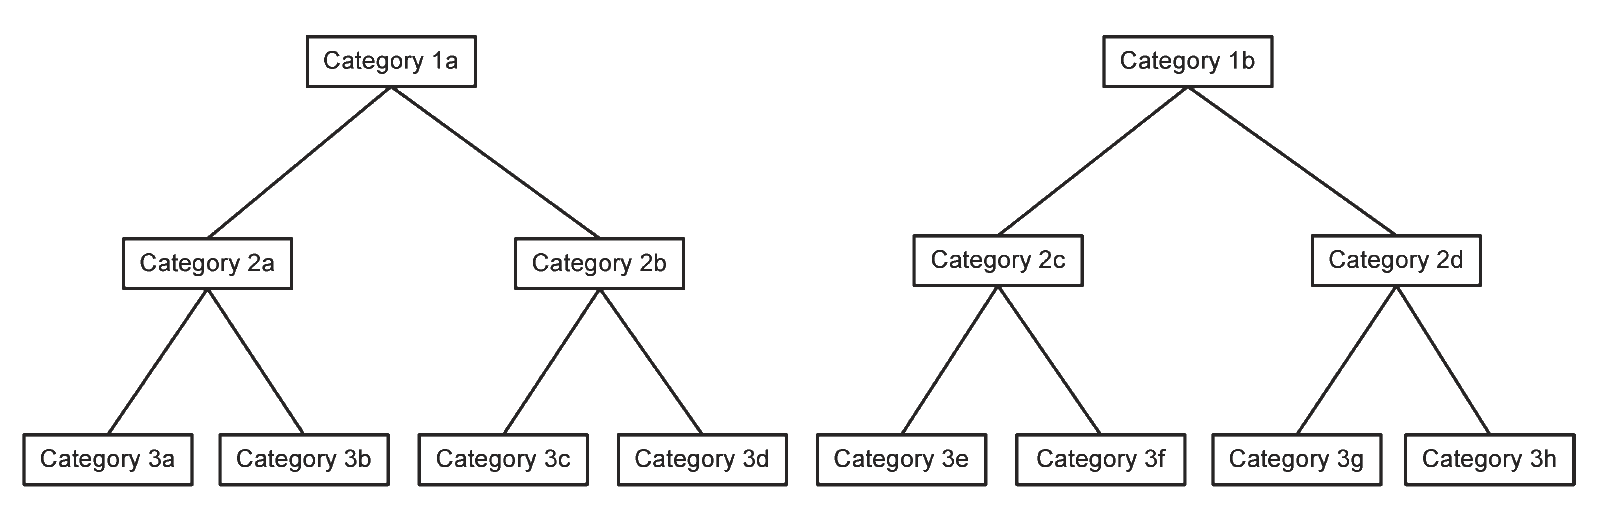 Category 1a
Category 1b
Category 2a
Category 2b
Category 2c
Category 2d
Category 3a
Category 3b
Category 3c
Category 3d
Category 3e
Category 3f
Category 3g
Category 3h